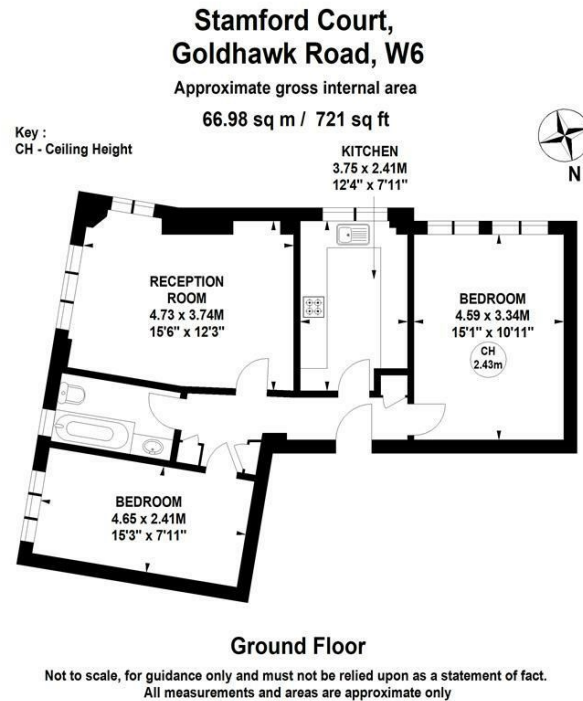 Stamford Court,
Goldhawk Road, W6
Approximate gross internal area
66.98 sq m / 721 sq ft
Key :
CH - Ceiling Height
N
KITCHEN
3.75 x 2.41M
12'4" x 7'11"
RECEPTION
ROOM
4.73 x 3.74M
15'6" x 12'3"
BEDROOM
4.59 x 3.34M
15'1" x 10'11"
CH
2.43m
BEDROOM
4.65 x 2.41M
15'3" x 7'11"
Ground Floor
Not to scale, for guidance only and must not be relied upon as a statement of fact.
All measurements and areas are approximate only